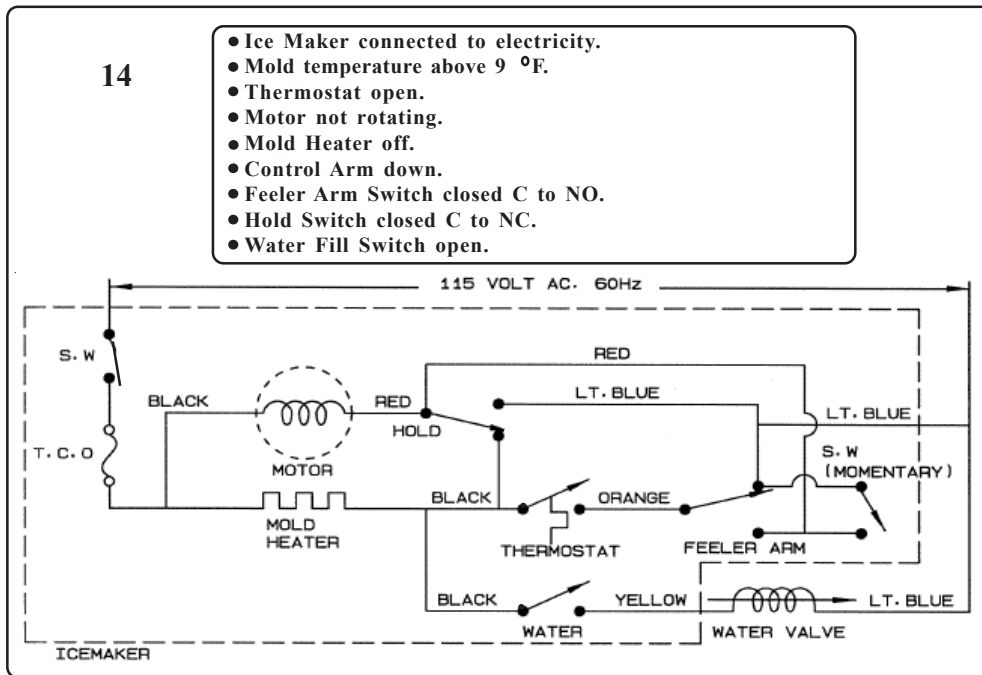 14
● Ice Maker connected to electricity.
● Mold temperature above 9 °F.
● Thermostat open.
● Motor not rotating.
● Mold Heater off.
● Control Arm down.
● Feeler Arm Switch closed C to NO.
● Hold Switch closed C to NC.
● Water Fill Switch open.
115 VOLT AC. 60Hz
S.W
RED
BLACK
RED
LT. BLUE
HOLD
LT. BLUE
T.C.O
MOTOR
S.W
(MOMENTARY)
BLACK
ORANGE
MOLD
HEATER
THERMOSTAT
FEELER ARM
BLACK
YELLOW
LT. BLUE
WATER
WATER VALVE
ICEMAKER